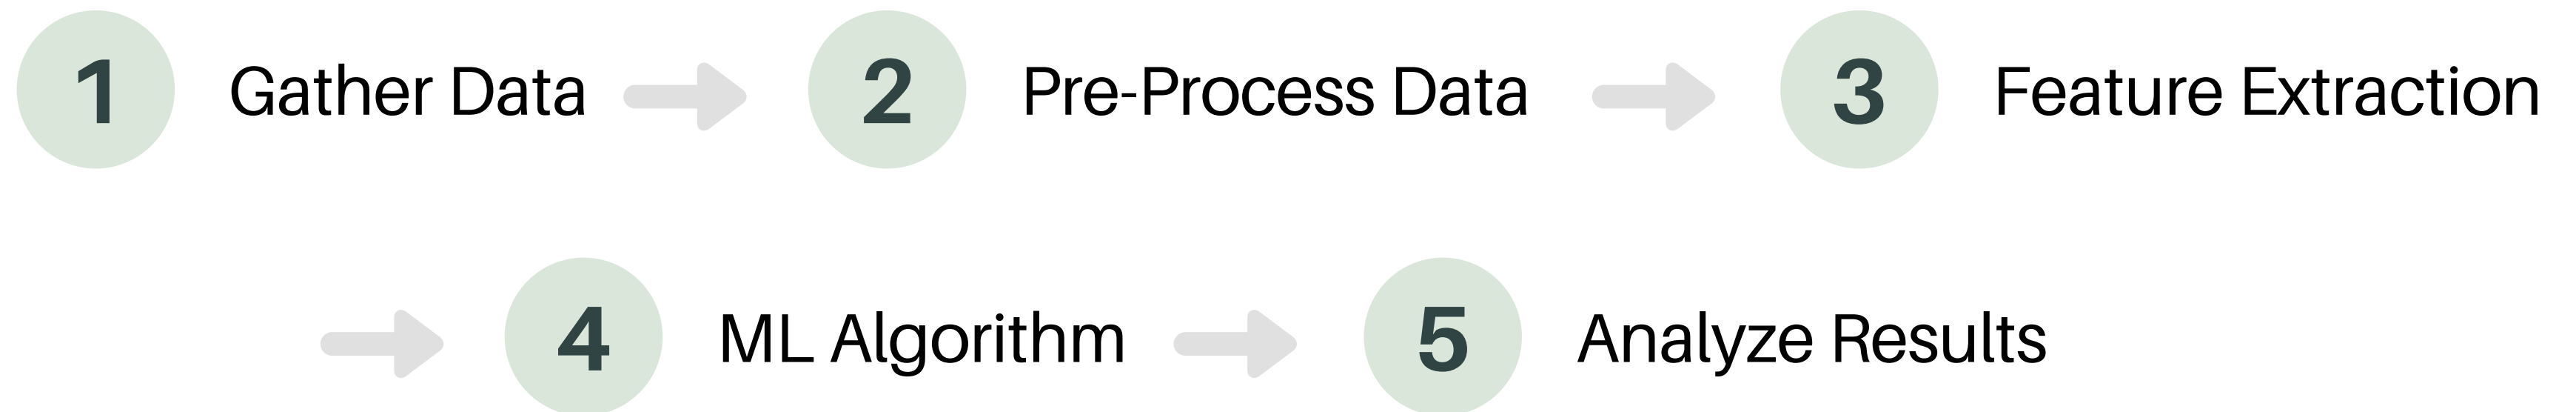 1 Gather Data 2 Pre-Process Data 3 Feature Extraction
4 ML Algorithm 5 Analyze Results